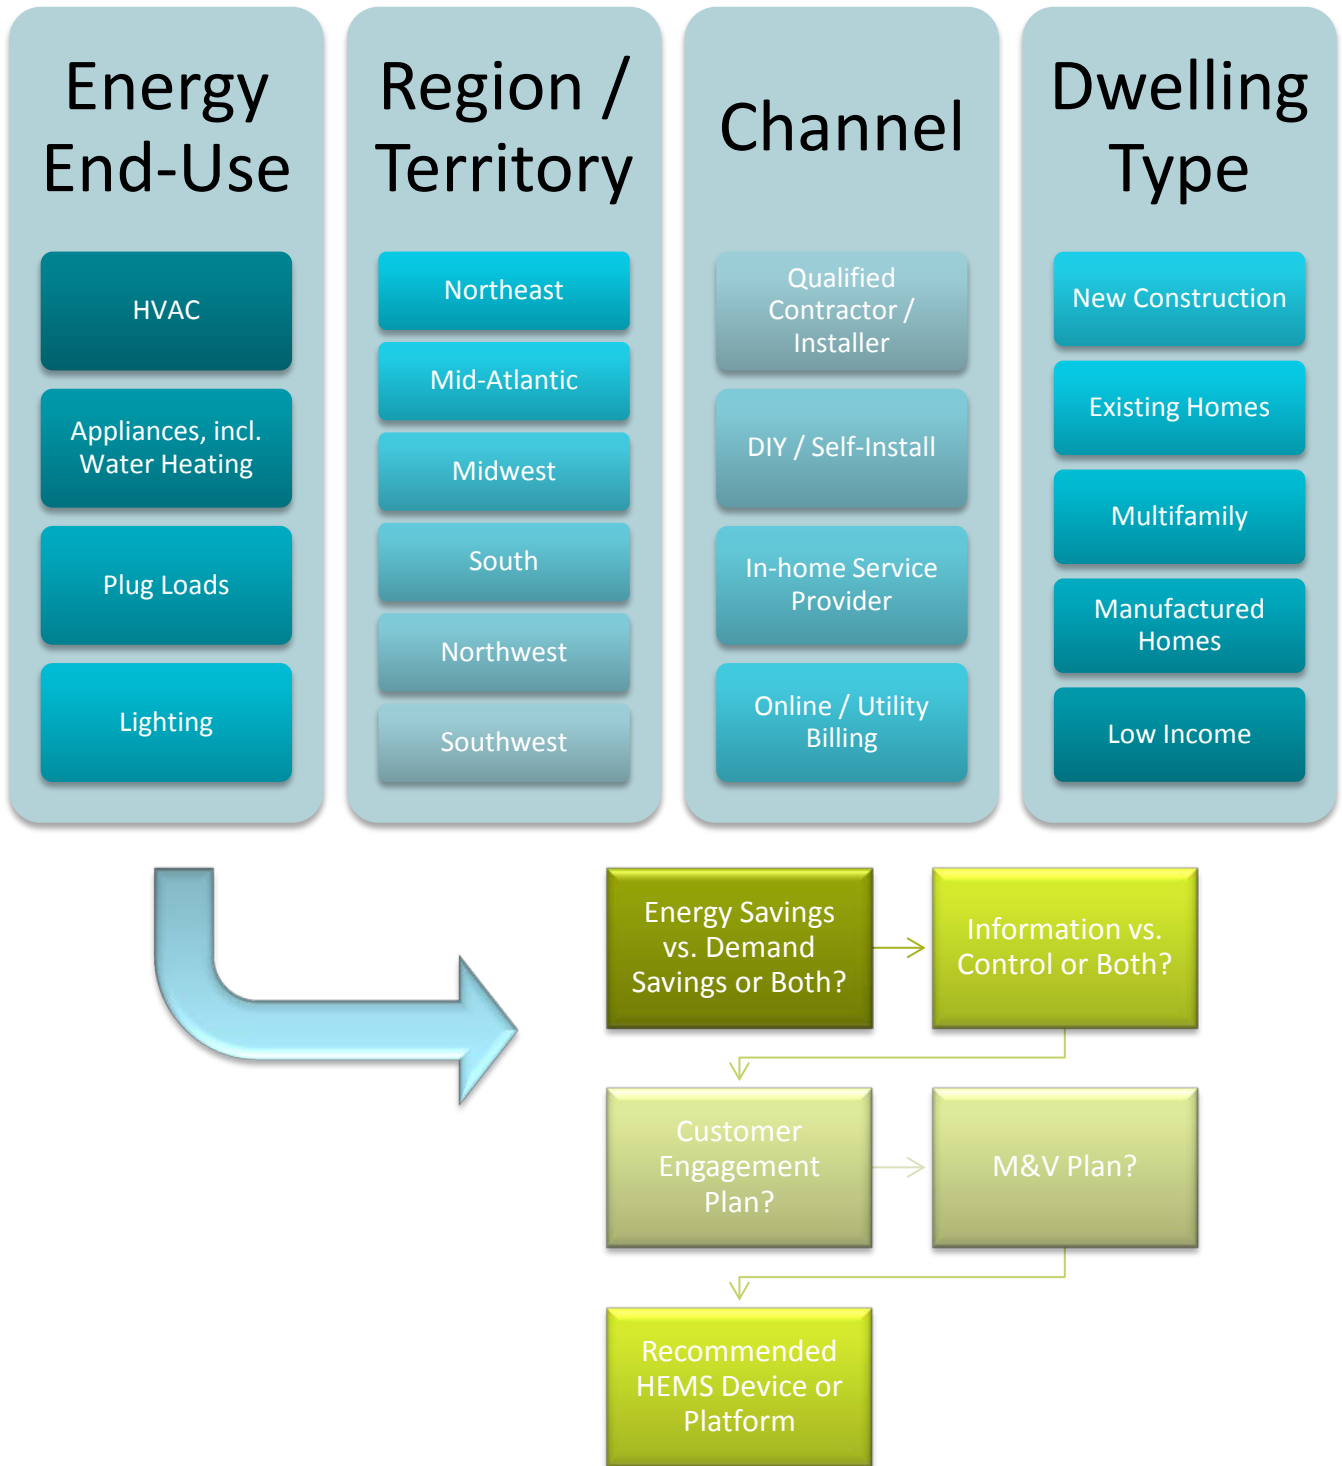 Energy
End-Use
HVAC
Appliances, incl.
Water Heating
Plug Loads
Lighting
Region /
Territory
Northeast
Mid-Atlantic
Midwest
South
Northwest
Southwest
Channel
Qualified
Contractor /
Installer
DIY / Self-Install
In-home Service
Provider
Online / Utility
Billing
Dwelling
Type
New Construction
Existing Homes
Multifamily
Manufactured
Homes
Low Income
Energy Savings
vs. Demand
Savings or Both?
Information vs.
Control or Both?
Customer
Engagement
Plan?
M&V Plan?
Recommended
HEMS Device or
Platform